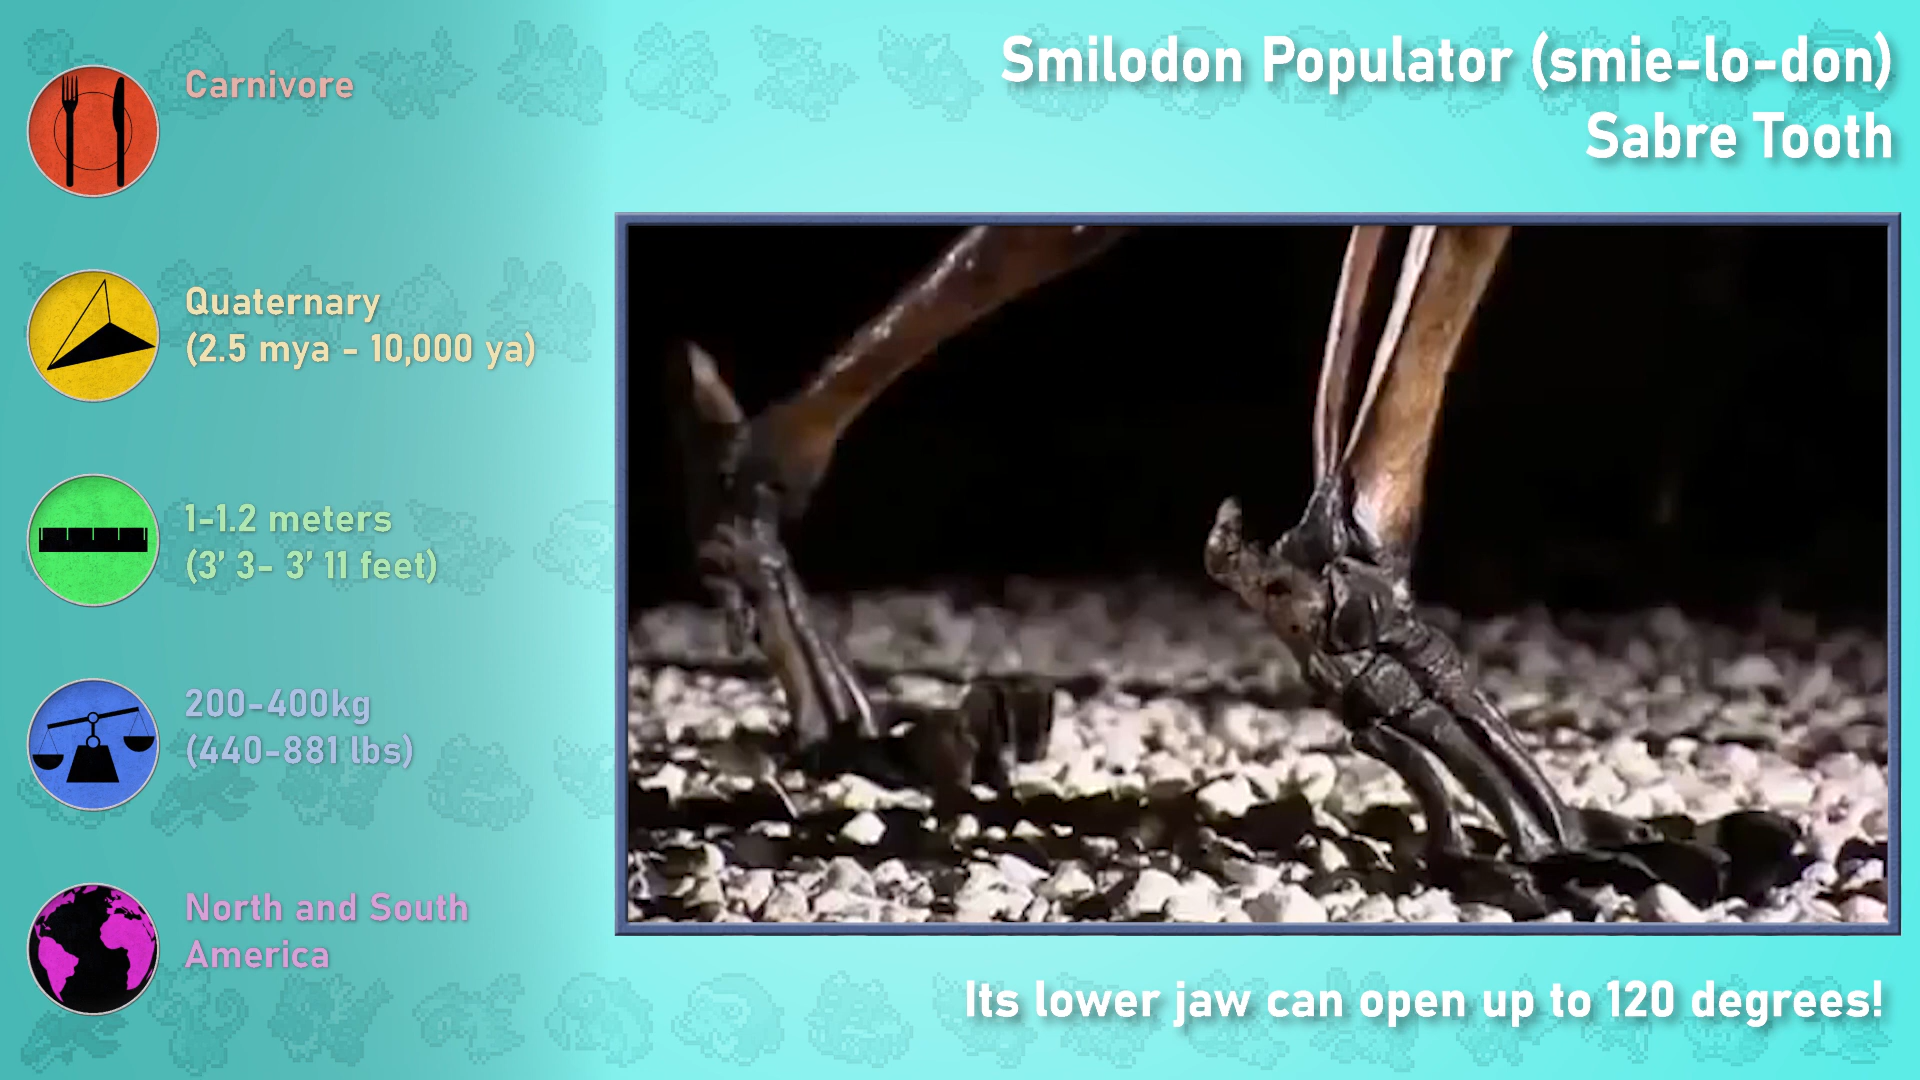 Smilodon Populator (smie-lo-don)
Sabre Tooth
Carnivore
Quaternary
(2.5 mya - 10,000 ya)
1-1.2 meters
(3' 3- 3' 11 feet)
200-400kg
(440-881 lbs)
North and South
America
Its lower jaw can open up to 120 degrees!